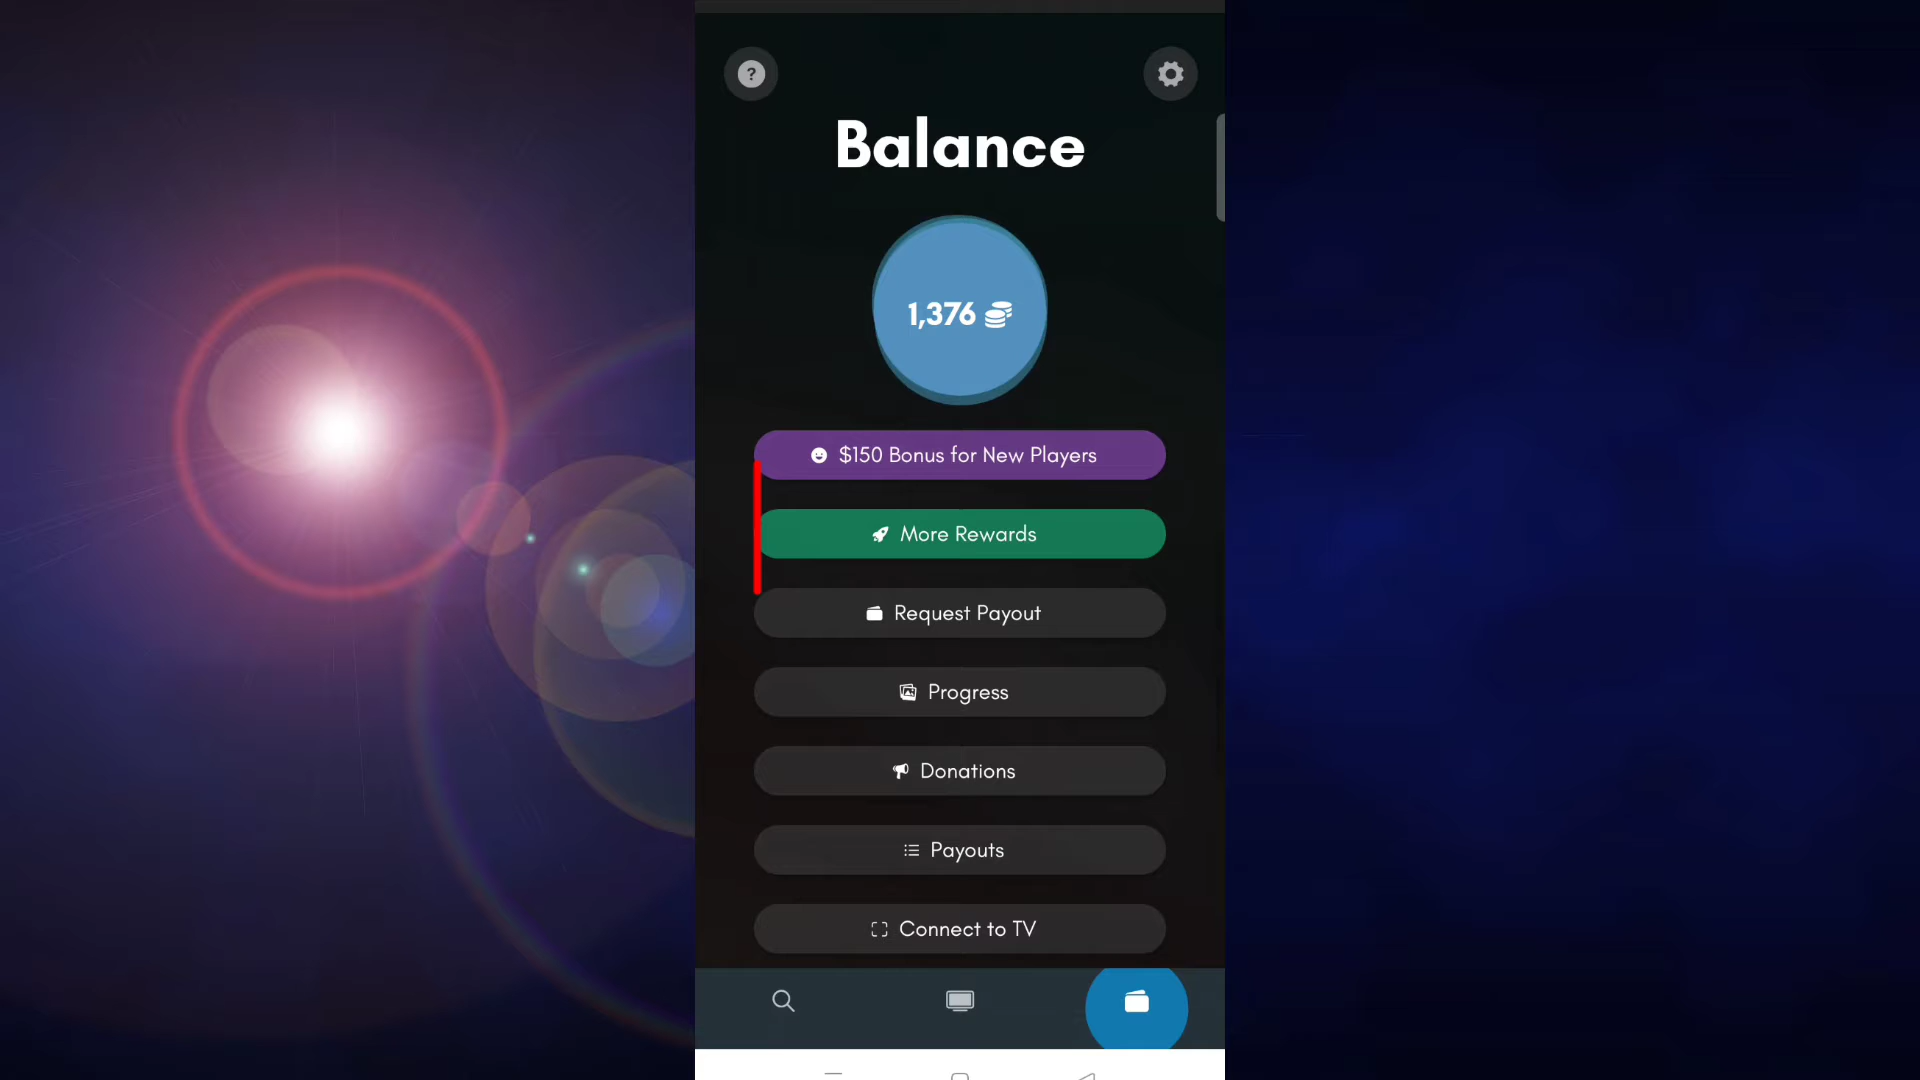 ?
Balance
1,376
$150 Bonus for New Players
More Rewards
Request Payout
Progress
Donations
Payouts
Connect to TV